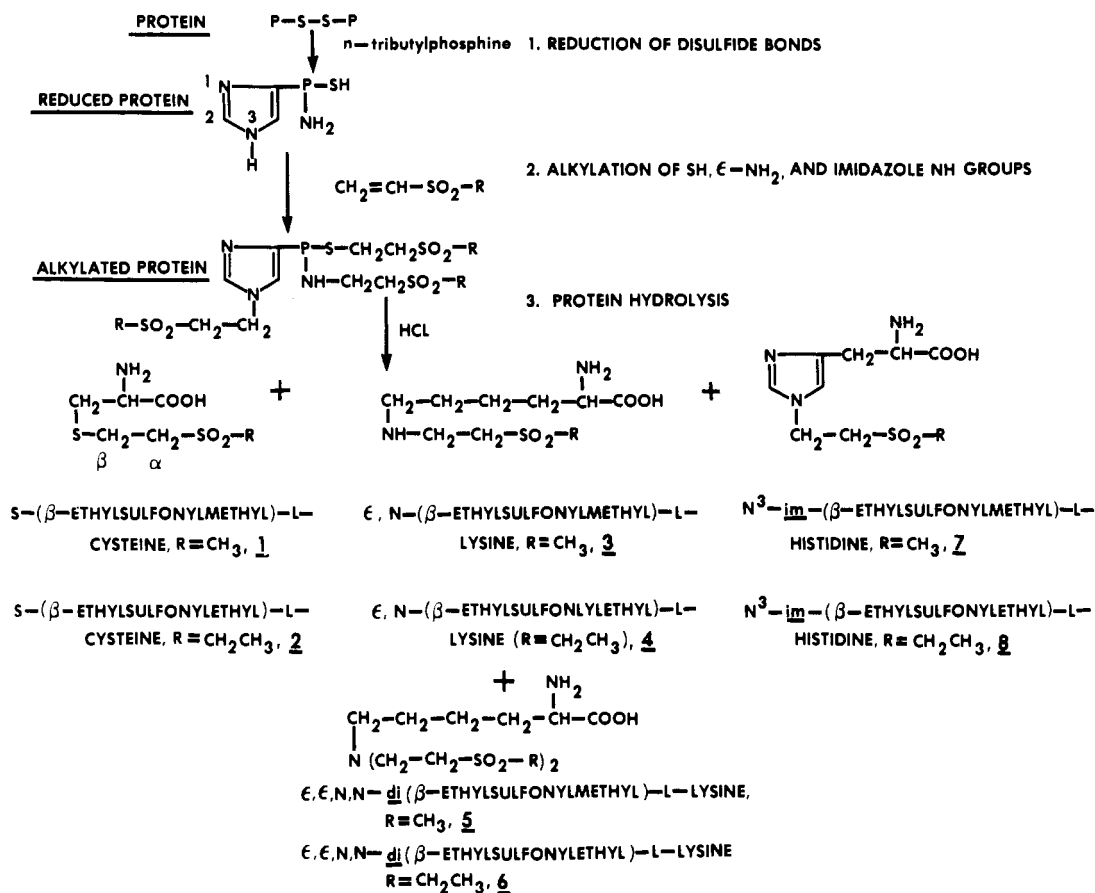 PROTEIN P–S–S–P
n–tributylphosphine 1. REDUCTION OF DISULFIDE BONDS
REDUCED PROTEIN
1 N P–SH
2 3 N NH2
H
CH2=CH–SO2–R
2. ALKYLATION OF SH, ϵ–NH2, AND IMIDAZOLE NH GROUPS
ALKYLATED PROTEIN
N P–S–CH2CH2SO2–R
NH–CH2CH2SO2–R
N
R–SO2–CH2–CH2
3. PROTEIN HYDROLYSIS
HCL
NH2
CH2–CH–COOH
S–CH2–CH2–SO2–R
β α
+
NH2
CH2–CH2–CH2–CH2–CH–COOH
NH–CH2–CH2–SO2–R
+
NH2
N CH2–CH–COOH
N
CH2–CH2–SO2–R
S–(β–ETHYLSULFONYLMETHYL)–L–
CYSTEINE, R=CH3, 1
ϵ, N–(β–ETHYLSULFONYLMETHYL)–L–
LYSINE, R=CH3, 3
N3–im–(β–ETHYLSULFONYLMETHYL)–L–
HISTIDINE, R=CH3, 7
S–(β–ETHYLSULFONYLETHYL)–L–
CYSTEINE, R=CH2CH3, 2
ϵ, N–(β–ETHYLSULFONLYLETHYL)–L–
LYSINE (R=CH2CH3), 4
N3–im–(β–ETHYLSULFONYLETHYL)–L–
HISTIDINE, R=CH2CH3, 8
+
NH2
CH2–CH2–CH2–CH2–CH–COOH
N (CH2–CH2–SO2–R)2
ϵ,ϵ,N,N–di(β–ETHYLSULFONYLMETHYL)–L–LYSINE,
R=CH3, 5
ϵ,ϵ,N,N–di(β–ETHYLSULFONYLETHYL)–L–LYSINE
R=CH2CH3, 6